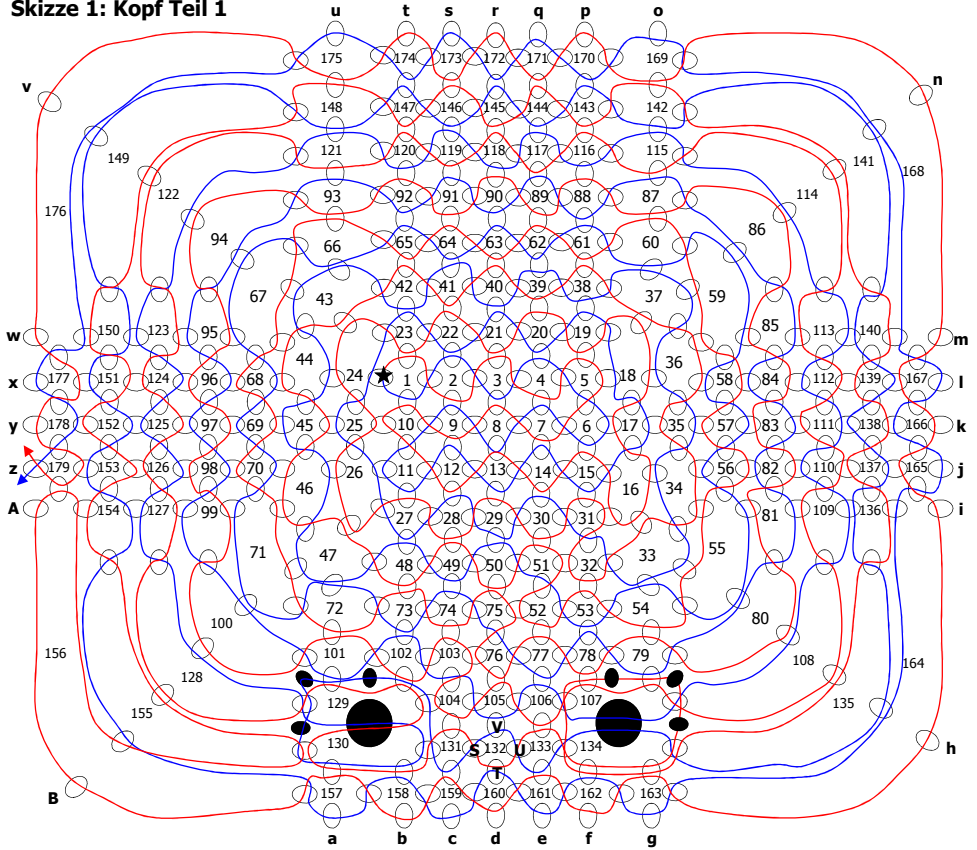 Skizze 1: Kopf Teil 1
u t s r q p o
175 174 173 172 171 170 169
v n
148 147 146 145 144 143 142
149 121 120 119 118 117 116 115 141
168
122 93 92 91 90 89 88 87 114
176
94 66 65 64 63 62 61 60 86
67 43 42 41 40 39 38 37 59
w 150 123 95 44 23 22 21 20 19 36 85 113 140 m
x 177 151 124 96 68 24 1 2 3 4 5 18 58 84 112 139 167 l
y 178 152 125 97 69 45 25 10 9 8 7 6 17 35 57 83 111 138 166 k
z 179 153 126 98 70 46 26 11 12 13 14 15 16 34 56 82 110 137 165 j
A 154 127 99 27 28 29 30 31 81 109 136 i
71 47 48 49 50 51 32 33 55
100 72 73 74 75 52 53 54 80
156 101 102 103 76 77 78 79 108 164
128
155 129 104 105 106 107 135
V
130 131 S 132 U 133 134 h
T
B 157 158 159 160 161 162 163
a b c d e f g